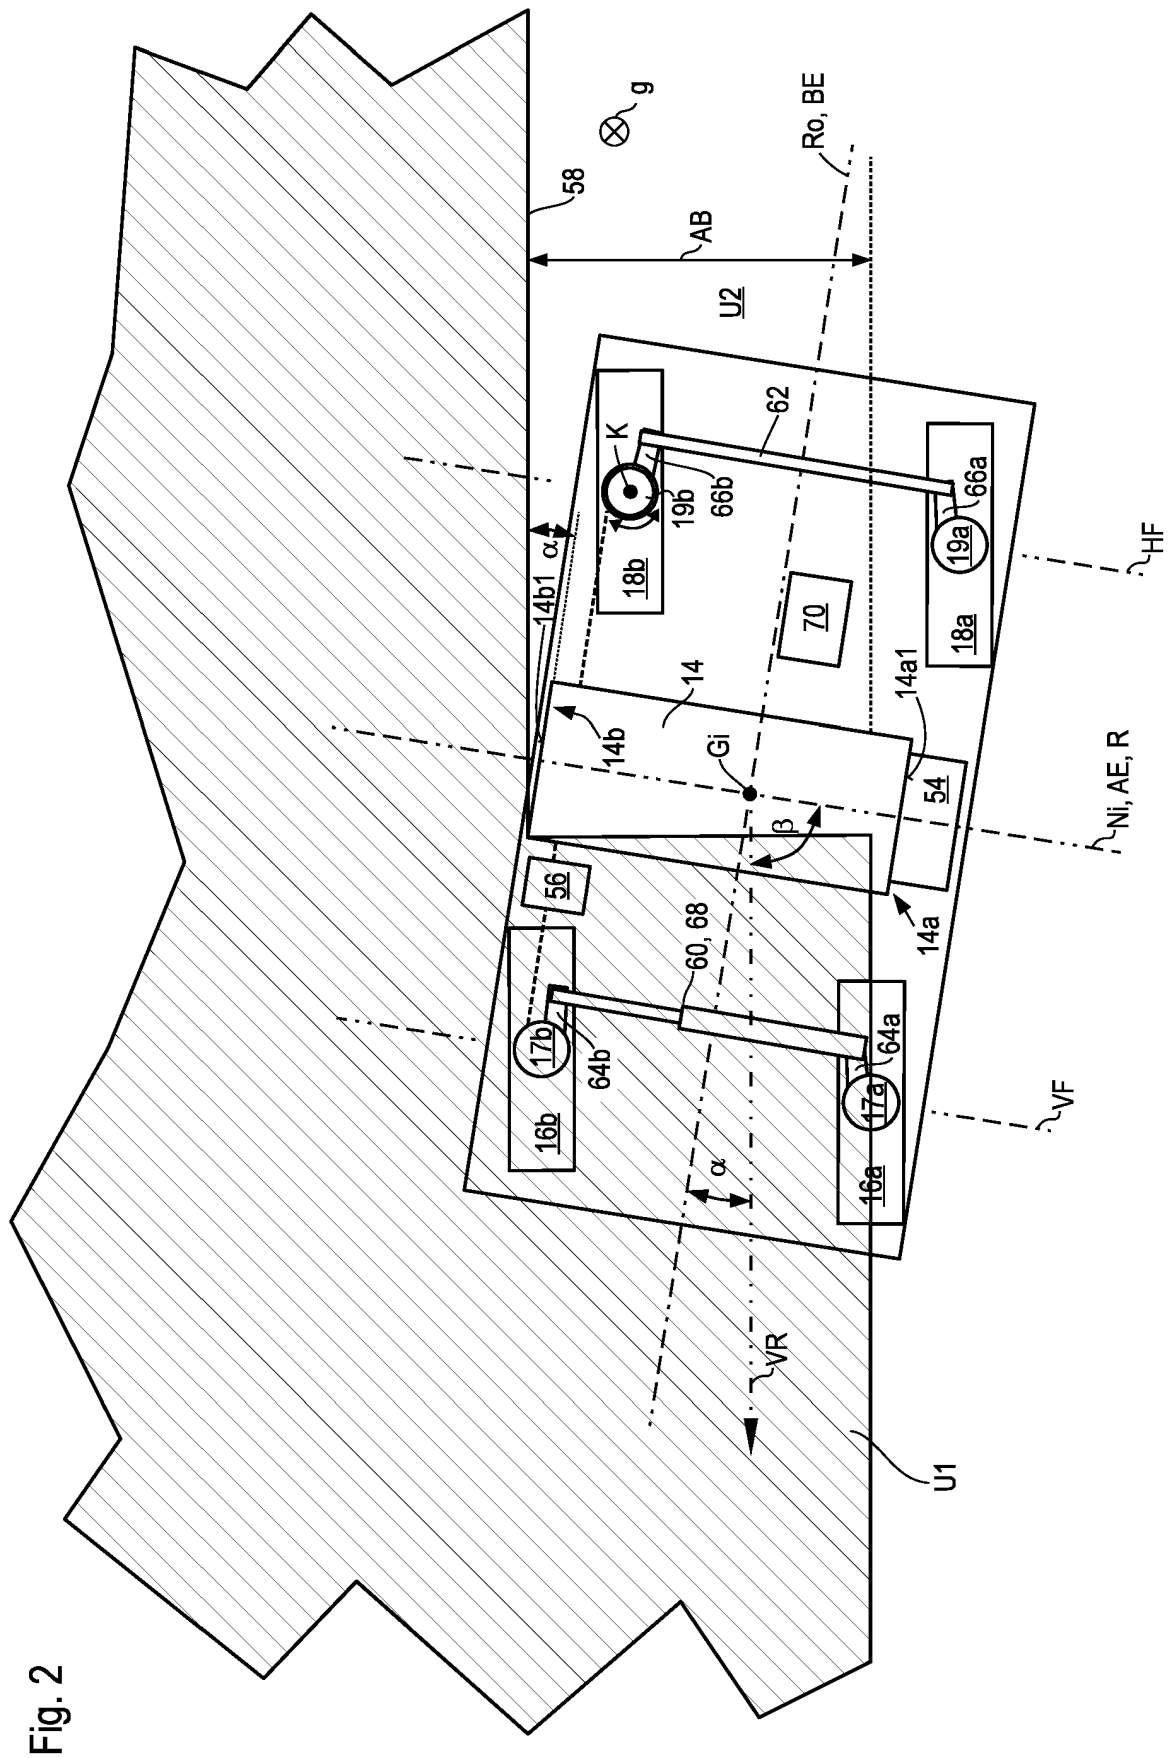 Fig. 2
g
Ro, BE
58
AB
U2
K
62
66b
19b
66a
19a
18b
18a
HF
α
14b1
70
14
14a1
14b
Gi
54
Ni, AE, R
β
56
14a
60, 68
17b
64b
64a
17a
16b
16a
VF
α
VR
U1